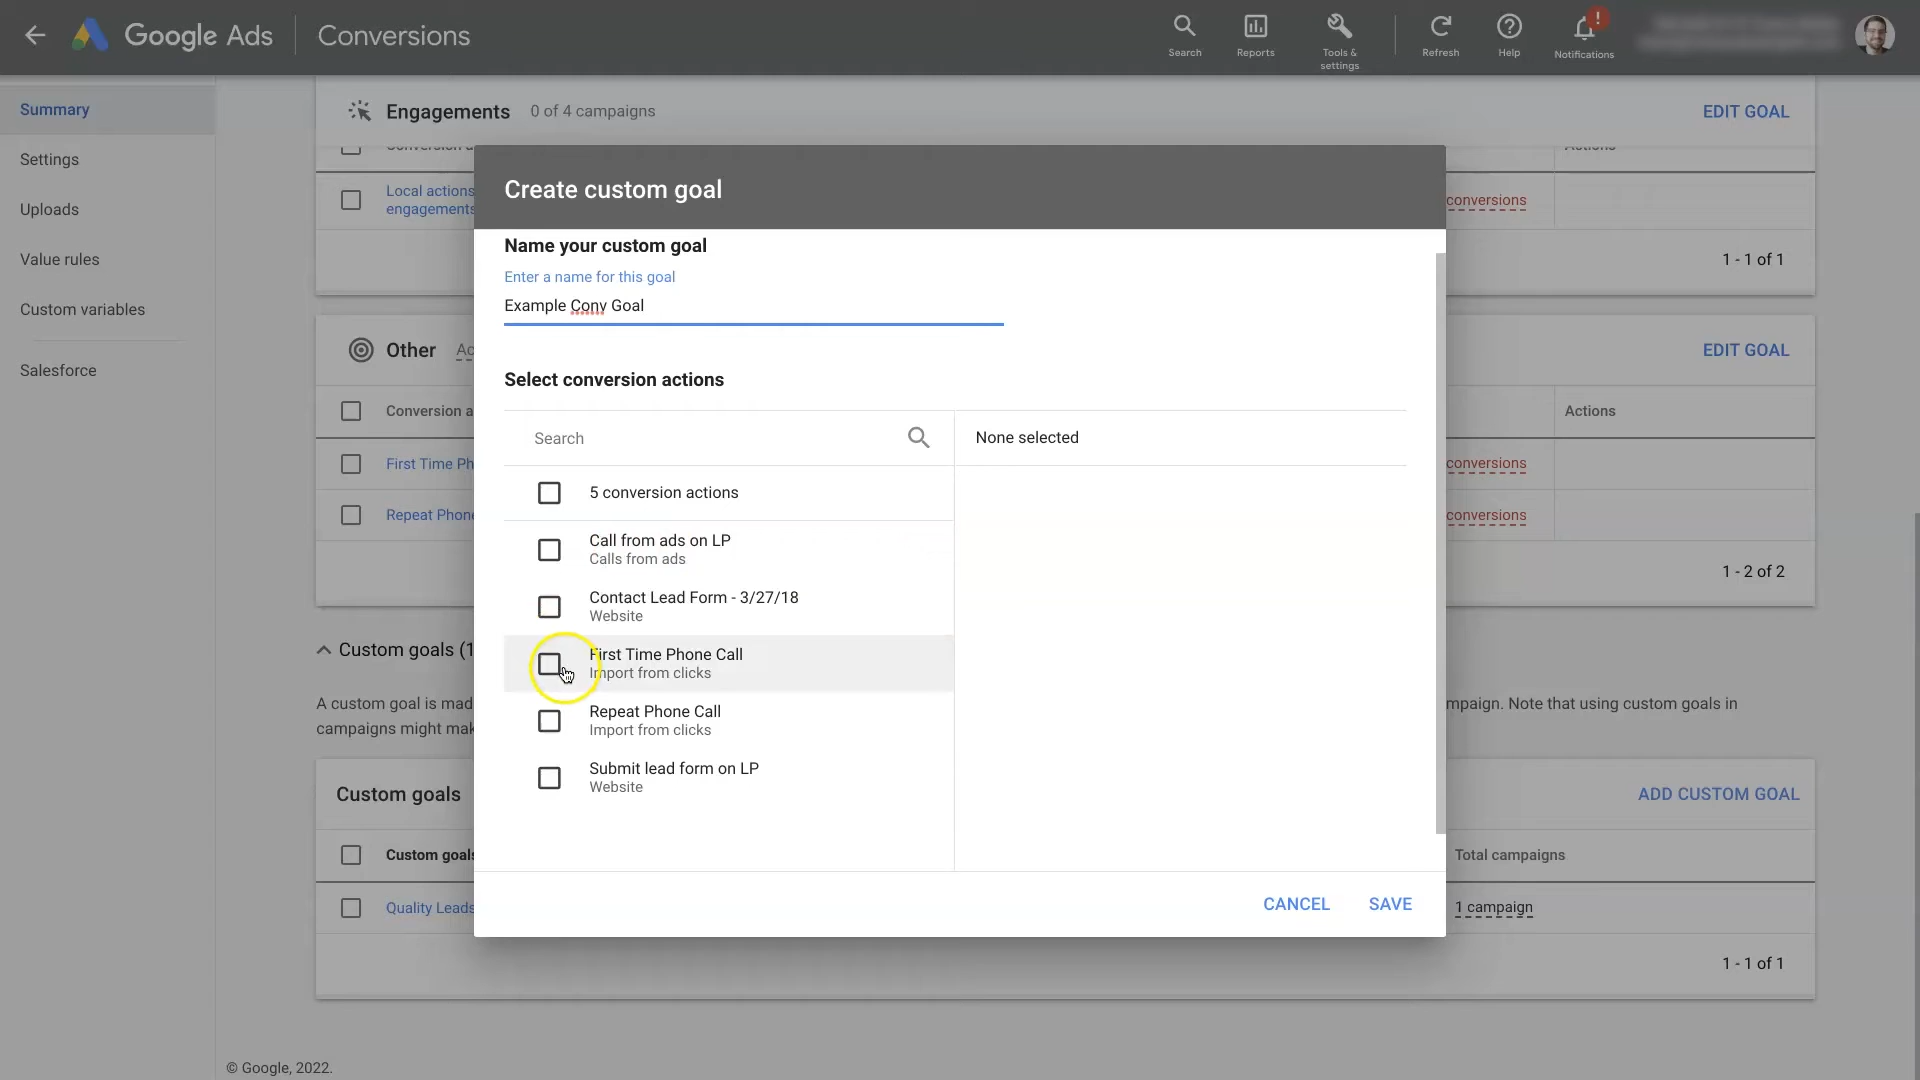 Google Ads
Conversions
Search
Reports
Tools &
settings
Refresh
Help
!
Notifications
Summary
Settings
Uploads
Value rules
Custom variables
Salesforce
Engagements 0 of 4 campaigns
EDIT GOAL
Actions
Local actions
engagements
conversions
1 - 1 of 1
Other
Ac
EDIT GOAL
Conversion a
Actions
First Time Ph
conversions
Repeat Phone
conversions
1 - 2 of 2
Custom goals (1
A custom goal is mad
campaigns might mak
mpaign. Note that using custom goals in
Custom goals
ADD CUSTOM GOAL
Custom goals
Total campaigns
Quality Leads
1 campaign
1 - 1 of 1
© Google, 2022.
Create custom goal
Name your custom goal
Enter a name for this goal
Example Conv Goal
Select conversion actions
Search
None selected
5 conversion actions
Call from ads on LP
Calls from ads
Contact Lead Form - 3/27/18
Website
First Time Phone Call
Import from clicks
Repeat Phone Call
Import from clicks
Submit lead form on LP
Website
CANCEL
SAVE